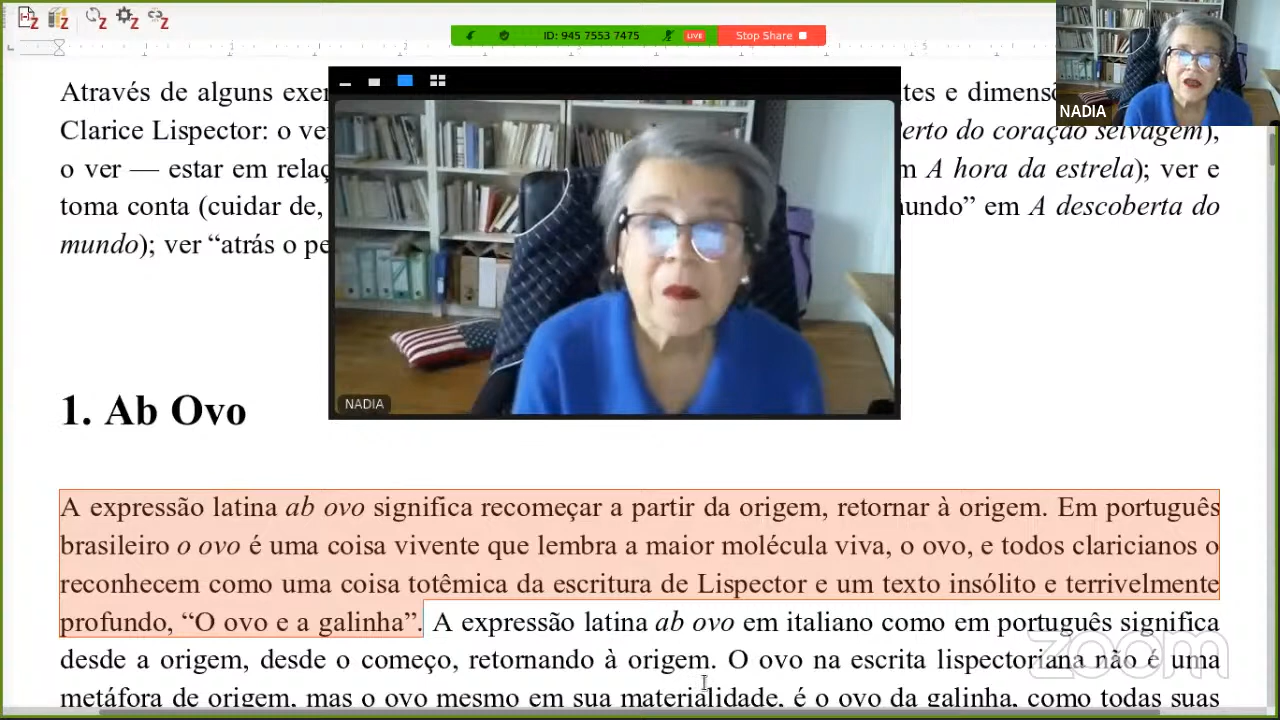 ID: 945 7553 7475 LIVE Stop Share
NADIA
Através de alguns exer tes e dimensõ
Clarice Lispector: o ve erto do coração selvagem),
o ver — estar em relaç m A hora da estrela); ver e
toma conta (cuidar de, undo” em A descoberta do
mundo); ver “atrás o pe
NADIA
1. Ab Ovo
A expressão latina ab ovo significa recomeçar a partir da origem, retornar à origem. Em português
brasileiro o ovo é uma coisa vivente que lembra a maior molécula viva, o ovo, e todos claricianos o
reconhecem como uma coisa totêmica da escritura de Lispector e um texto insólito e terrivelmente
profundo, “O ovo e a galinha”. A expressão latina ab ovo em italiano como em português significa
desde a origem, desde o começo, retornando à origem. O ovo na escrita lispectoriana não é uma
metáfora de origem, mas o ovo mesmo em sua materialidade, é o ovo da galinha, como todas suas
zoom